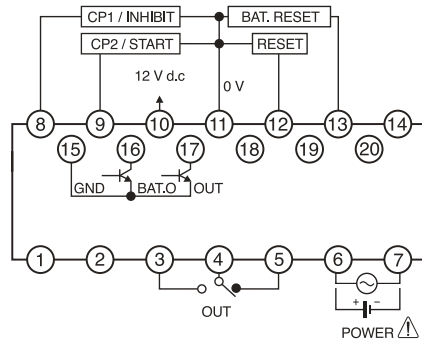 CP1 / INHIBIT BAT. RESET
CP2 / START RESET
12 V d.c 0 V
8 9 10 11 12 13 14
15 16 17 18 19 20
GND BAT.O OUT
1 2 3 4 5 6 7
OUT
+ −
POWER ⚠